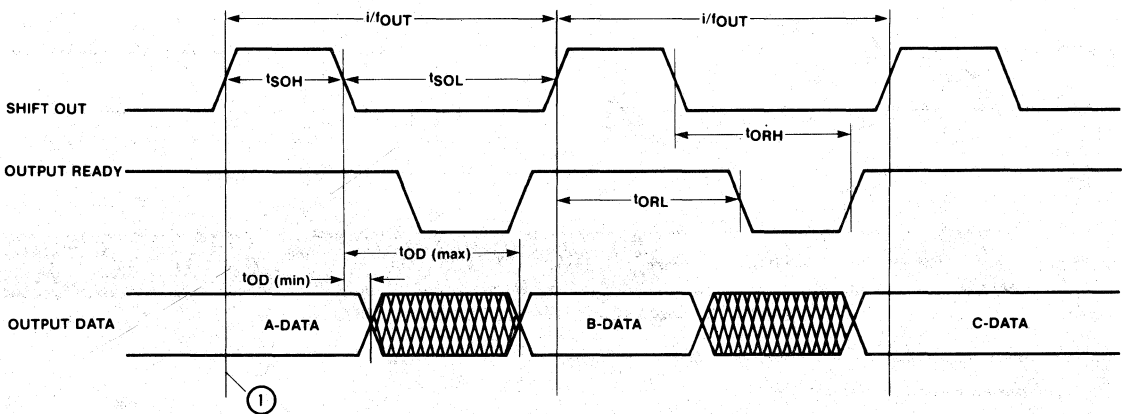 i/fOUT i/fOUT
tSOH tSOL
SHIFT OUT
tORH
OUTPUT READY
tORL
tOD (max)
tOD (min)
OUTPUT DATA A-DATA B-DATA C-DATA
1